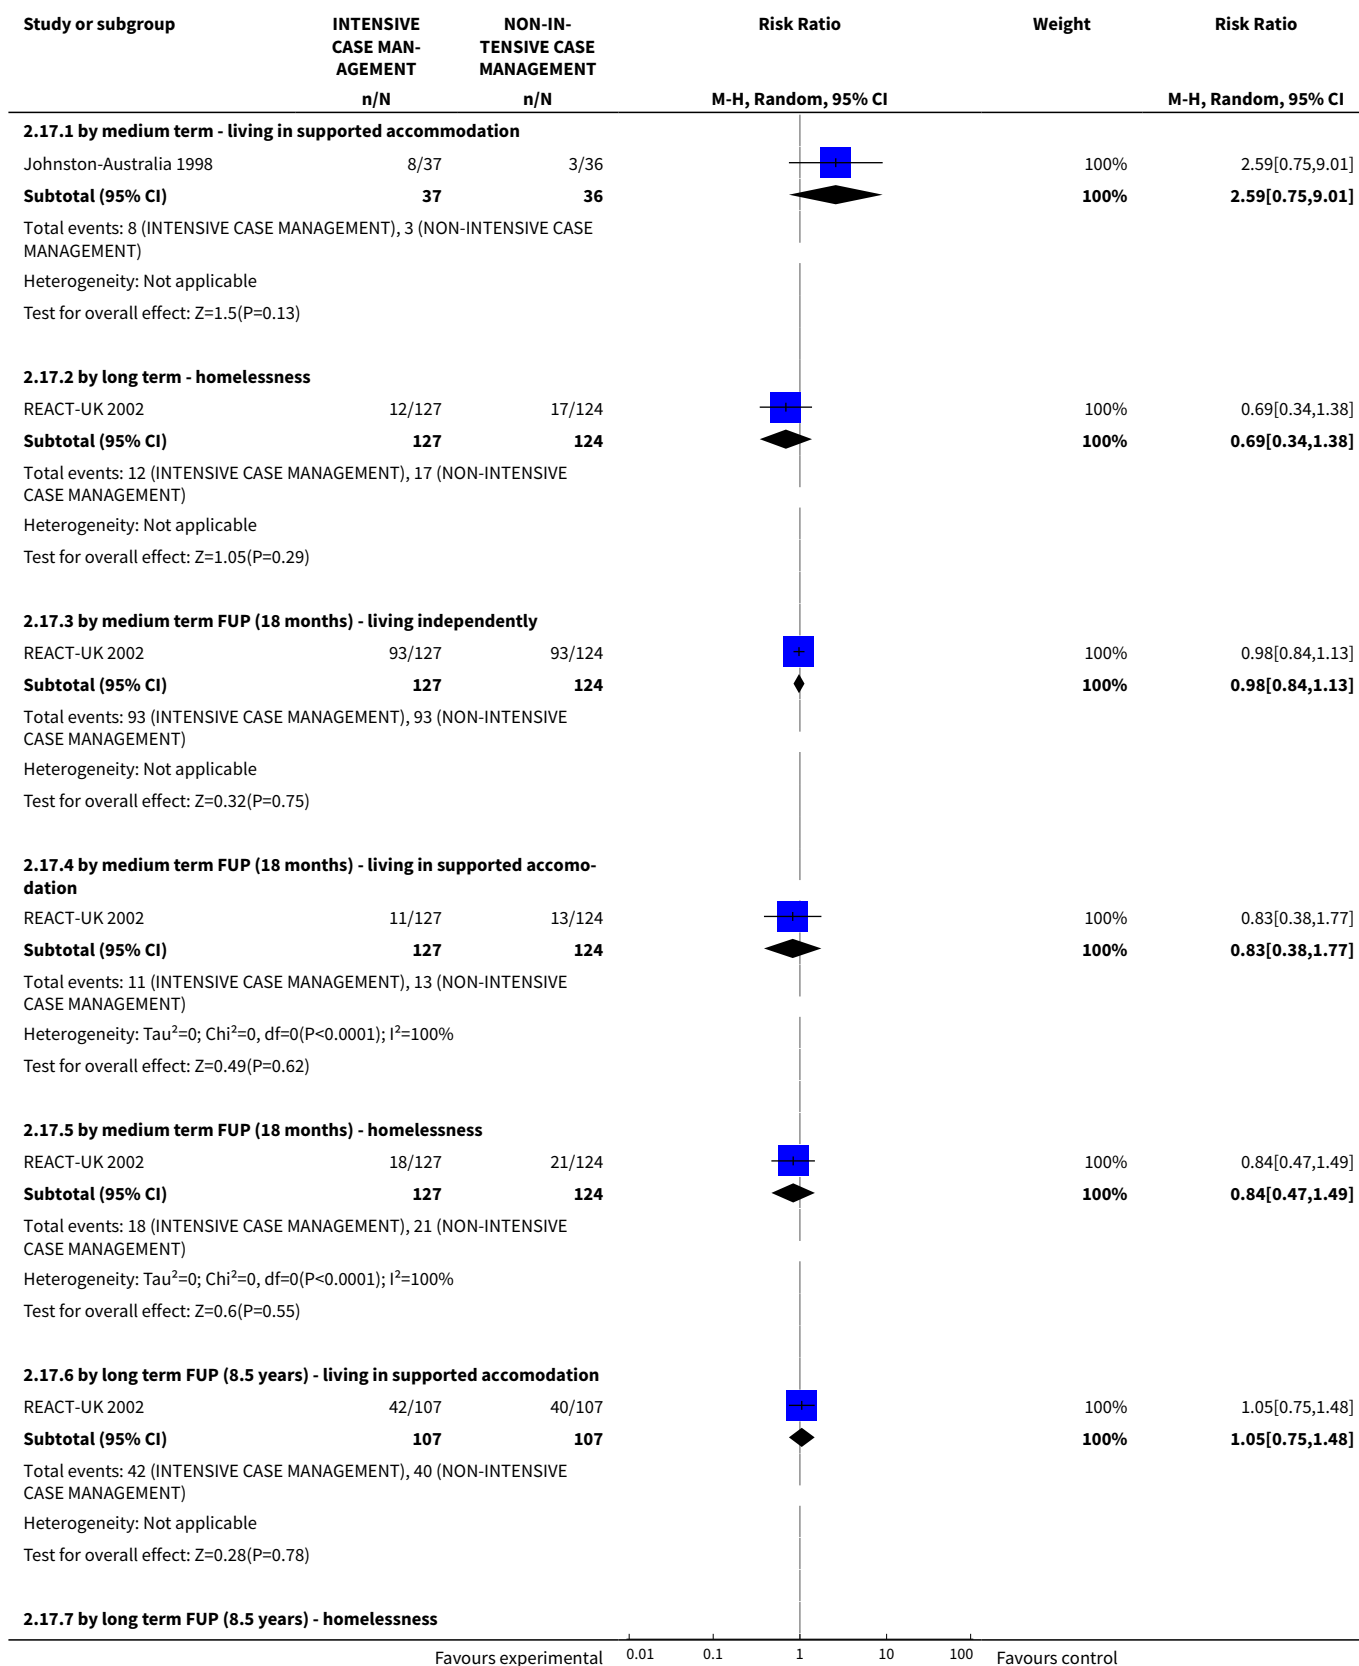 Study or subgroup INTENSIVE CASE MAN- AGEMENT NON-IN- TENSIVE CASE MANAGEMENT Risk Ratio Weight Risk Ratio
n/N n/N M-H, Random, 95% CI M-H, Random, 95% CI
2.17.1 by medium term - living in supported accommodation
Johnston-Australia 1998 8/37 3/36 100% 2.59[0.75,9.01]
Subtotal (95% CI) 37 36 100% 2.59[0.75,9.01]
Total events: 8 (INTENSIVE CASE MANAGEMENT), 3 (NON-INTENSIVE CASE
MANAGEMENT)
Heterogeneity: Not applicable
Test for overall effect: Z=1.5(P=0.13)
2.17.2 by long term - homelessness
REACT-UK 2002 12/127 17/124 100% 0.69[0.34,1.38]
Subtotal (95% CI) 127 124 100% 0.69[0.34,1.38]
Total events: 12 (INTENSIVE CASE MANAGEMENT), 17 (NON-INTENSIVE
CASE MANAGEMENT)
Heterogeneity: Not applicable
Test for overall effect: Z=1.05(P=0.29)
2.17.3 by medium term FUP (18 months) - living independently
REACT-UK 2002 93/127 93/124 100% 0.98[0.84,1.13]
Subtotal (95% CI) 127 124 100% 0.98[0.84,1.13]
Total events: 93 (INTENSIVE CASE MANAGEMENT), 93 (NON-INTENSIVE
CASE MANAGEMENT)
Heterogeneity: Not applicable
Test for overall effect: Z=0.32(P=0.75)
2.17.4 by medium term FUP (18 months) - living in supported accomo-
dation
REACT-UK 2002 11/127 13/124 100% 0.83[0.38,1.77]
Subtotal (95% CI) 127 124 100% 0.83[0.38,1.77]
Total events: 11 (INTENSIVE CASE MANAGEMENT), 13 (NON-INTENSIVE
CASE MANAGEMENT)
Heterogeneity: Tau²=0; Chi²=0, df=0(P<0.0001); I²=100%
Test for overall effect: Z=0.49(P=0.62)
2.17.5 by medium term FUP (18 months) - homelessness
REACT-UK 2002 18/127 21/124 100% 0.84[0.47,1.49]
Subtotal (95% CI) 127 124 100% 0.84[0.47,1.49]
Total events: 18 (INTENSIVE CASE MANAGEMENT), 21 (NON-INTENSIVE
CASE MANAGEMENT)
Heterogeneity: Tau²=0; Chi²=0, df=0(P<0.0001); I²=100%
Test for overall effect: Z=0.6(P=0.55)
2.17.6 by long term FUP (8.5 years) - living in supported accomodation
REACT-UK 2002 42/107 40/107 100% 1.05[0.75,1.48]
Subtotal (95% CI) 107 107 100% 1.05[0.75,1.48]
Total events: 42 (INTENSIVE CASE MANAGEMENT), 40 (NON-INTENSIVE
CASE MANAGEMENT)
Heterogeneity: Not applicable
Test for overall effect: Z=0.28(P=0.78)
2.17.7 by long term FUP (8.5 years) - homelessness
Favours experimental 0.01 0.1 1 10 100 Favours control